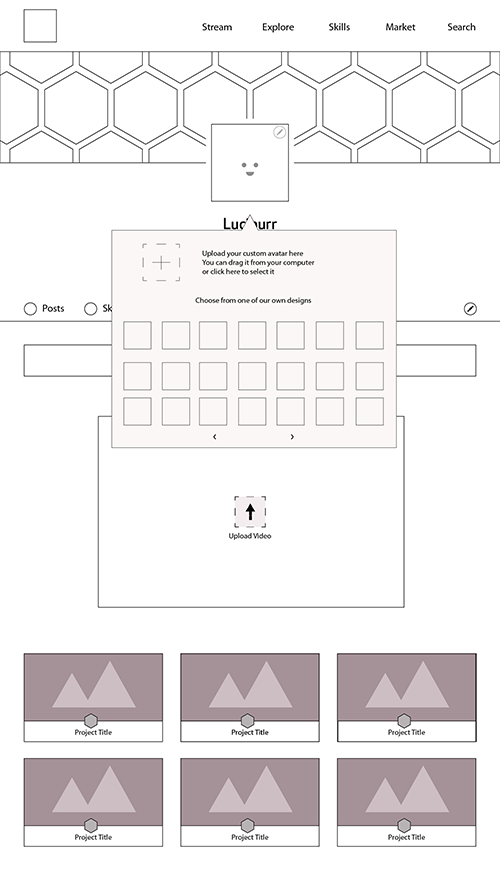 Stream Explore Skills Market Search
Upload your custom avatar here
You can drag it from your computer
or click here to select it
Choose from one of our own designs
Posts
Upload Video
Project Title Project Title Project Title
Project Title Project Title Project Title